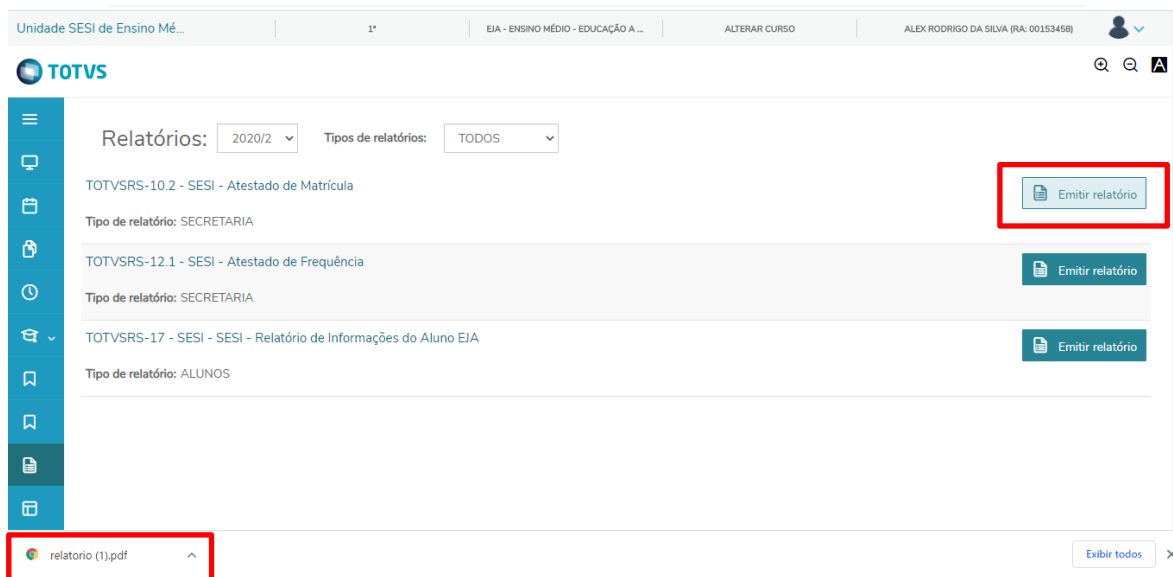 Unidade SESI de Ensino Mé... 1ª EJA - ENSINO MÉDIO - EDUCAÇÃO A ... ALTERAR CURSO ALEX RODRIGO DA SILVA (RA: 00153458)
TOTVS A
Relatórios: 2020/2 Tipos de relatórios: TODOS
TOTVSRS-10.2 - SESI - Atestado de Matrícula
Emitir relatório
Tipo de relatório: SECRETARIA
TOTVSRS-12.1 - SESI - Atestado de Frequência
Emitir relatório
Tipo de relatório: SECRETARIA
TOTVSRS-17 - SESI - SESI - Relatório de Informações do Aluno EJA
Emitir relatório
Tipo de relatório: ALUNOS
relatorio (1).pdf Exibir todos